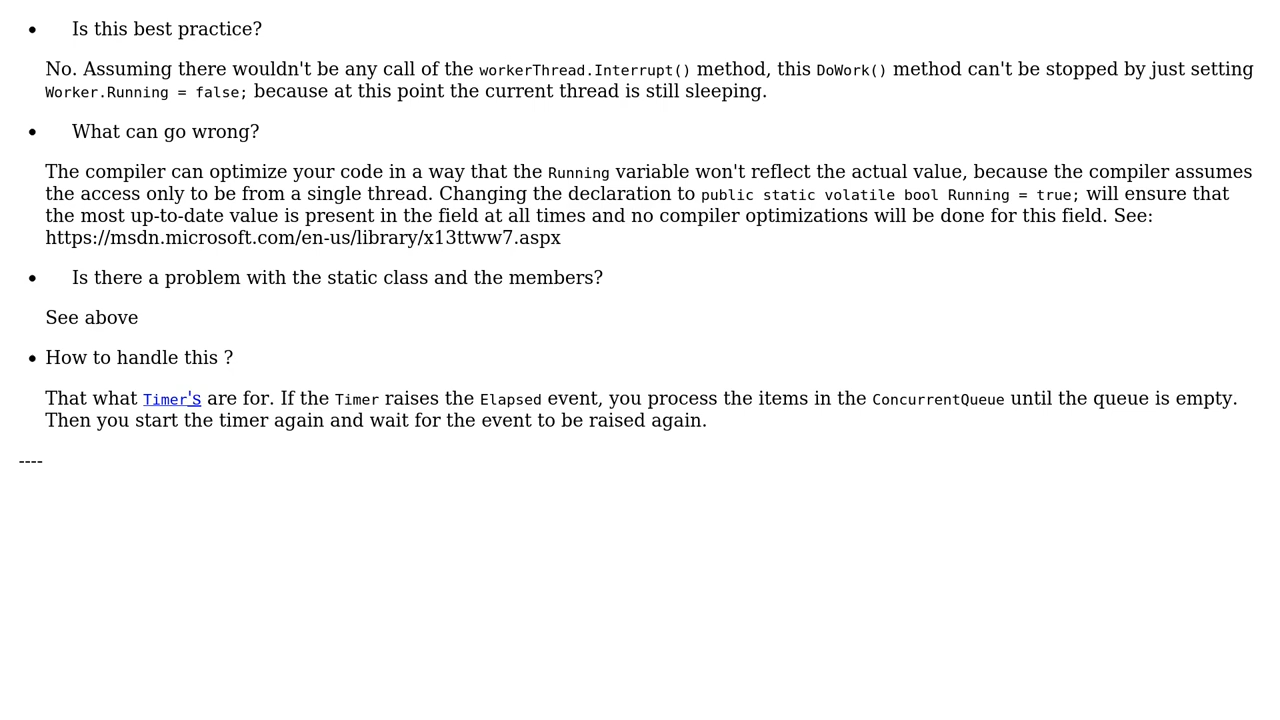 Is this best practice?
No. Assuming there wouldn't be any call of the workerThread.Interrupt() method, this DoWork() method can't be stopped by just setting
Worker.Running = false; because at this point the current thread is still sleeping.
What can go wrong?
The compiler can optimize your code in a way that the Running variable won't reflect the actual value, because the compiler assumes
the access only to be from a single thread. Changing the declaration to public static volatile bool Running = true; will ensure that
the most up-to-date value is present in the field at all times and no compiler optimizations will be done for this field. See:
https://msdn.microsoft.com/en-us/library/x13ttww7.aspx
Is there a problem with the static class and the members?
See above
How to handle this ?
That what Timer's are for. If the Timer raises the Elapsed event, you process the items in the ConcurrentQueue until the queue is empty.
Then you start the timer again and wait for the event to be raised again.
----